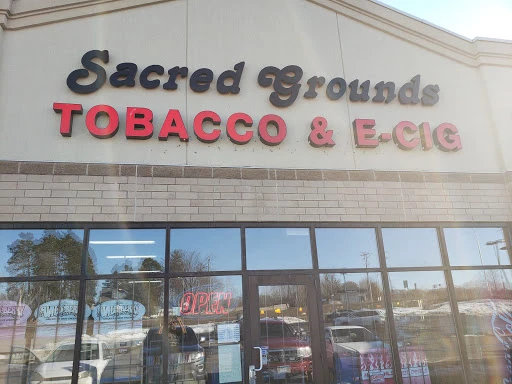 Sacred Grounds
TOBACCO & E-CIG
OPEN